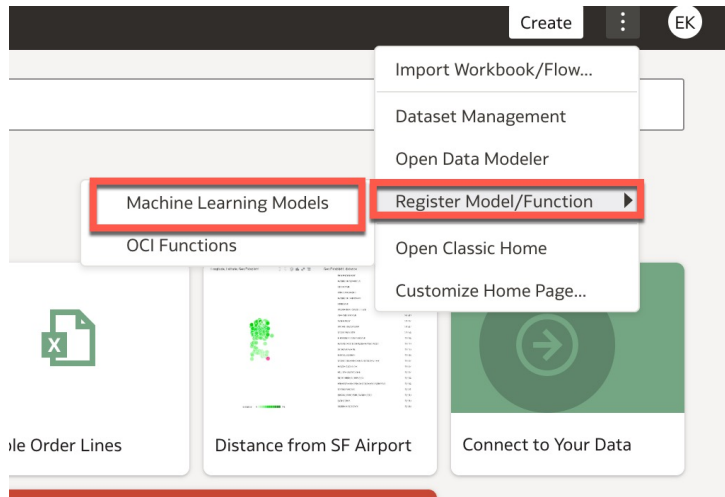 Create
EK
Import Workbook/Flow...
Dataset Management
Open Data Modeler
Machine Learning Models
Register Model/Function
OCI Functions
Open Classic Home
Customize Home Page...
X
ple Order Lines
Distance from SF Airport
Connect to Your Data